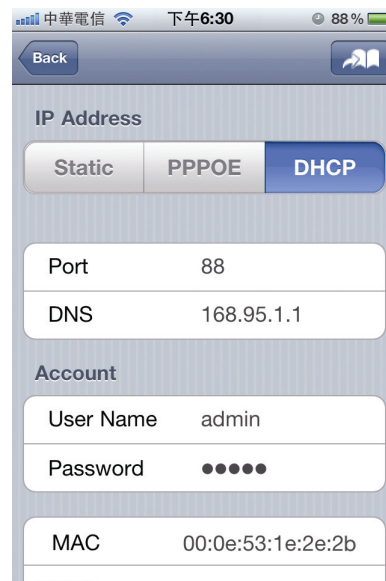 中華電信 下午6:30 88%
Back
IP Address
Static PPPOE DHCP
Port 88
DNS 168.95.1.1
Account
User Name admin
Password ●●●●●
MAC 00:0e:53:1e:2e:2b